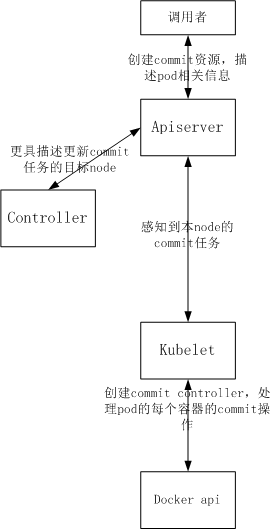 调用者
创建commit资源，描
述pod相关信息
Apiserver
更具描述更新commit
任务的目标node
Controller
感知到本node的
commit任务
Kubelet
创建commit controller，处
理pod的每个容器的commit操
作
Docker api